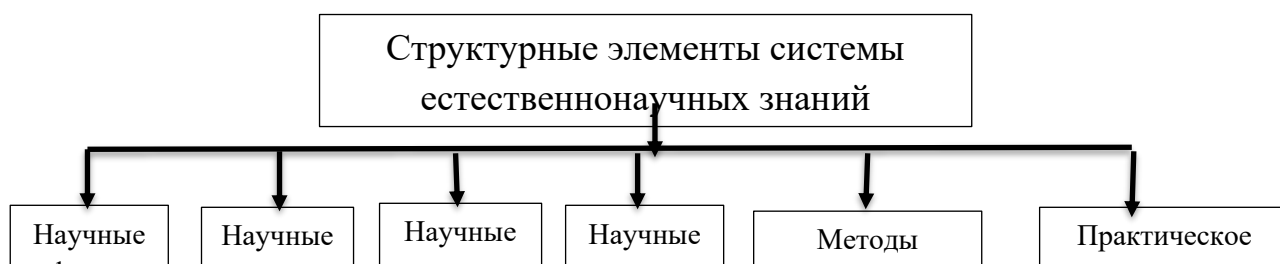 Структурные элементы системы
естественнонаучных знаний
Научные
Научные
Научные
Научные
Методы
Практическое